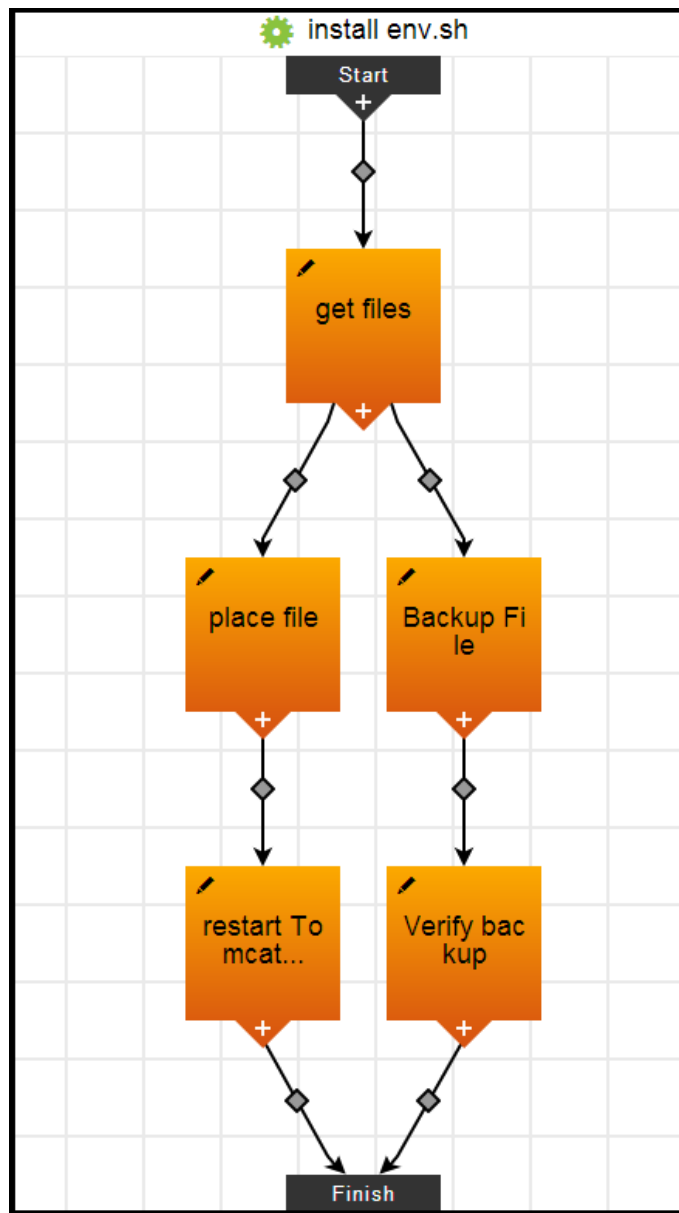 install env.sh
Start
get files
place file
Backup Fi
le
restart To
mcat...
Verify bac
kup
Finish